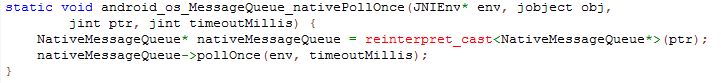 static void android_os_MessageQueue_nativePollOnce(JNIEnv* env, jobject obj,
        jint ptr, jint timeoutMillis) {
    NativeMessageQueue* nativeMessageQueue = reinterpret_cast<NativeMessageQueue*>(ptr);
    nativeMessageQueue->pollOnce(env, timeoutMillis);
}